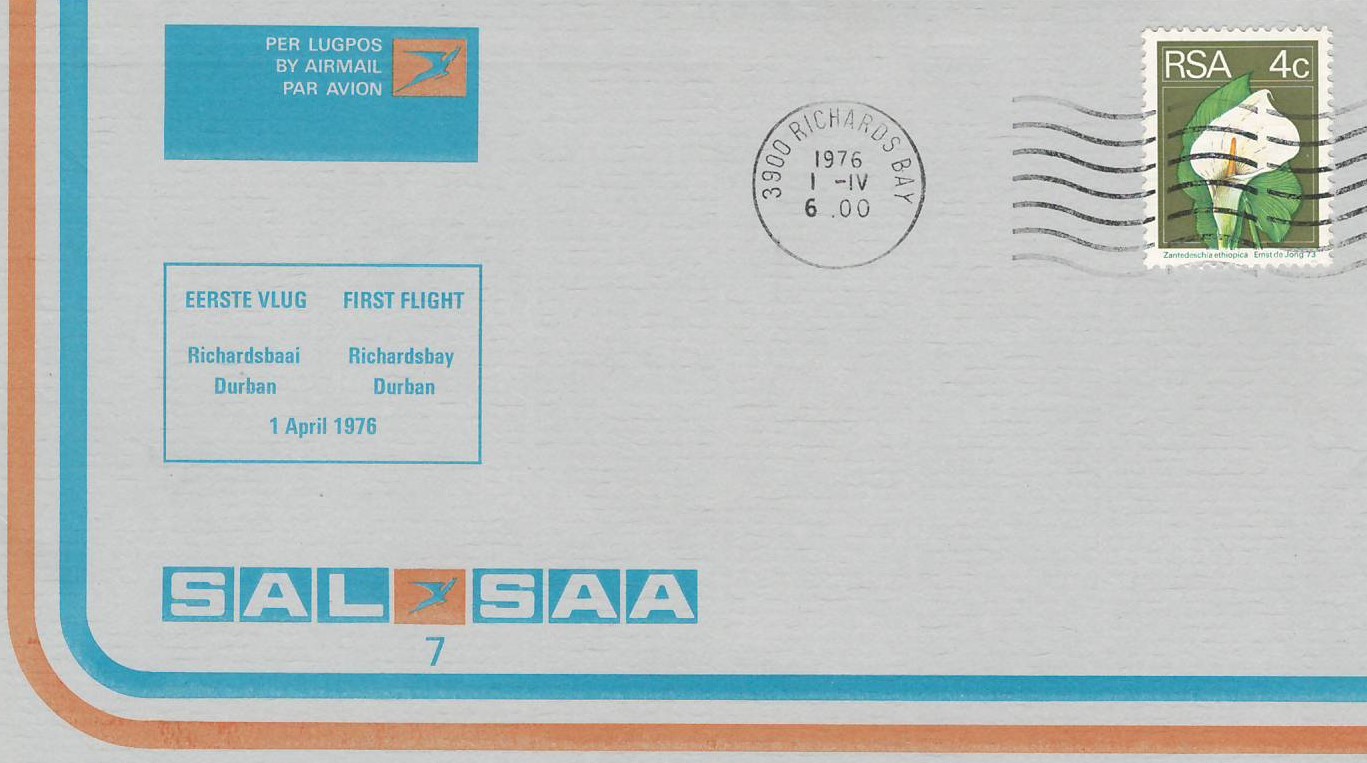 PER LUGPOS
BY AIRMAIL
PAR AVION
3900 RICHARDS BAY
1976
1 -IV
6 .00
RSA 4c
Zantedeschia ethiopica Ernst de Jong '73
EERSTE VLUG FIRST FLIGHT
Richardsbaai Richardsbay
Durban Durban
1 April 1976
SAL SAA
7